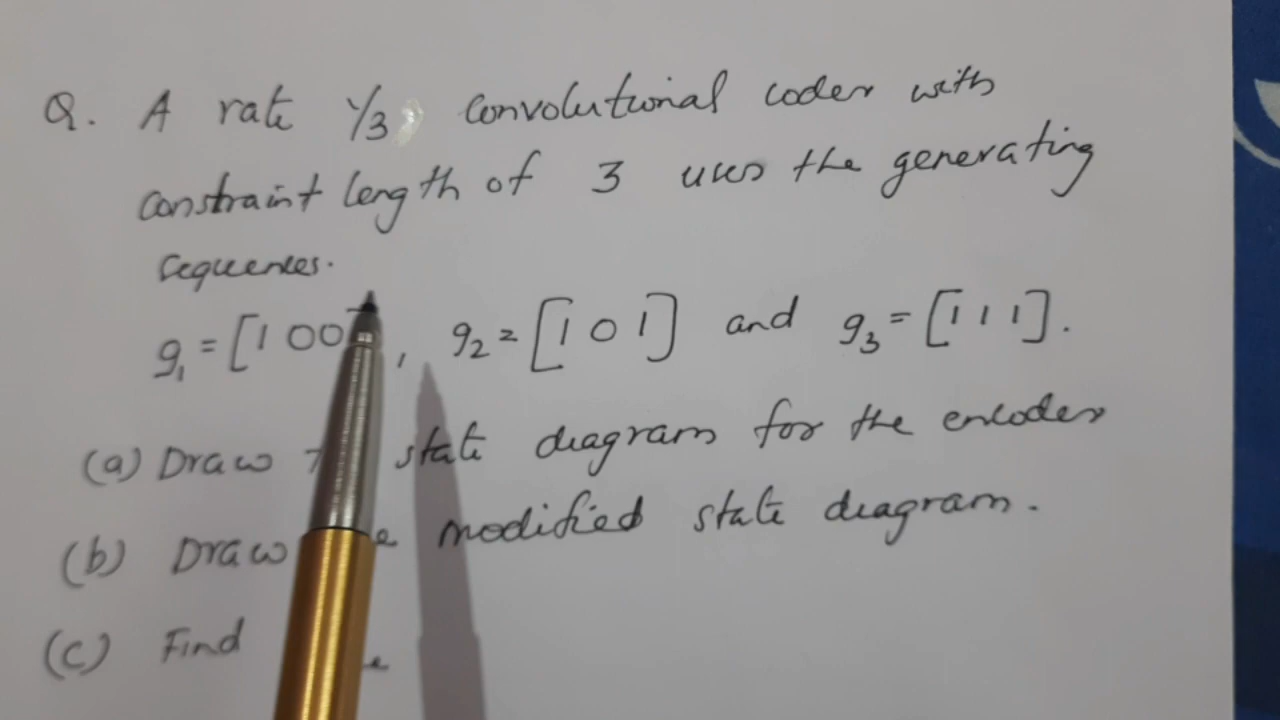 Q. A rate 1/3 convolutional coder with
constraint length of 3 uses the generating
sequences.
g₁ = [1 0 0 , g₂ = [1 0 1] and g₃ = [1 1 1].
(a) Draw state diagram for the encoder
(b) Draw modified state diagram.
(c) Find